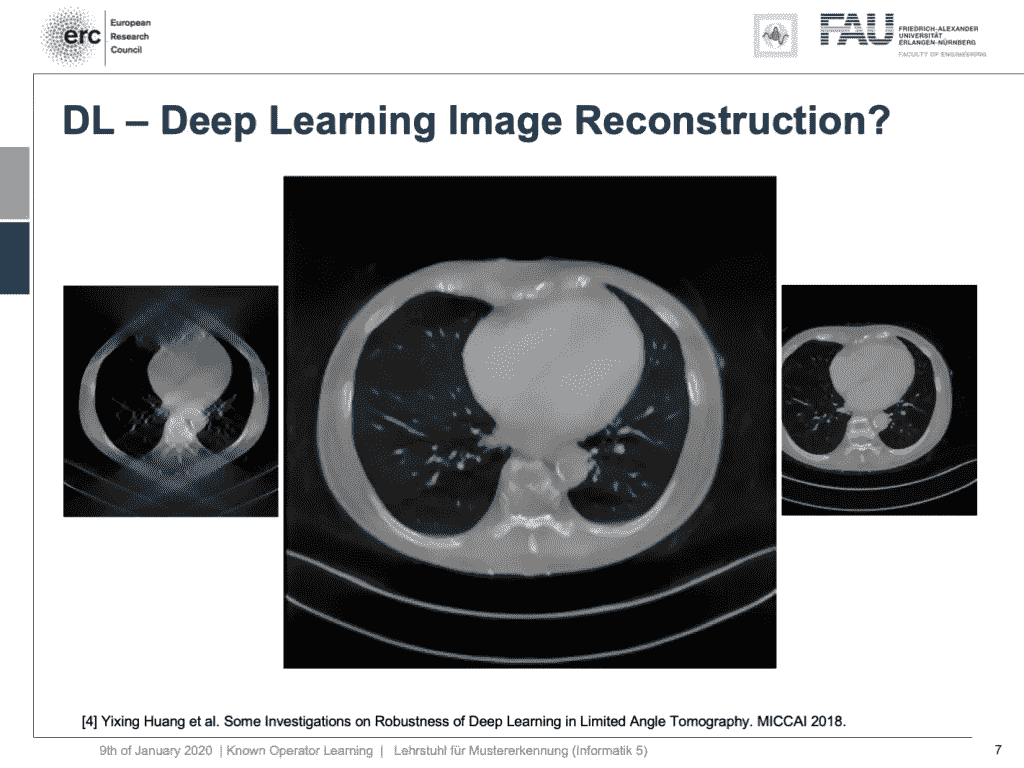 erc
European
Research
Council
FAU
FRIEDRICH-ALEXANDER
UNIVERSITÄT
ERLANGEN-NÜRNBERG
FACULTY OF ENGINEERING
DL – Deep Learning Image Reconstruction?
[4] Yixing Huang et al. Some Investigations on Robustness of Deep Learning in Limited Angle Tomography. MICCAI 2018.
9th of January 2020 | Known Operator Learning | Lehrstuhl für Mustererkennung (Informatik 5)
7